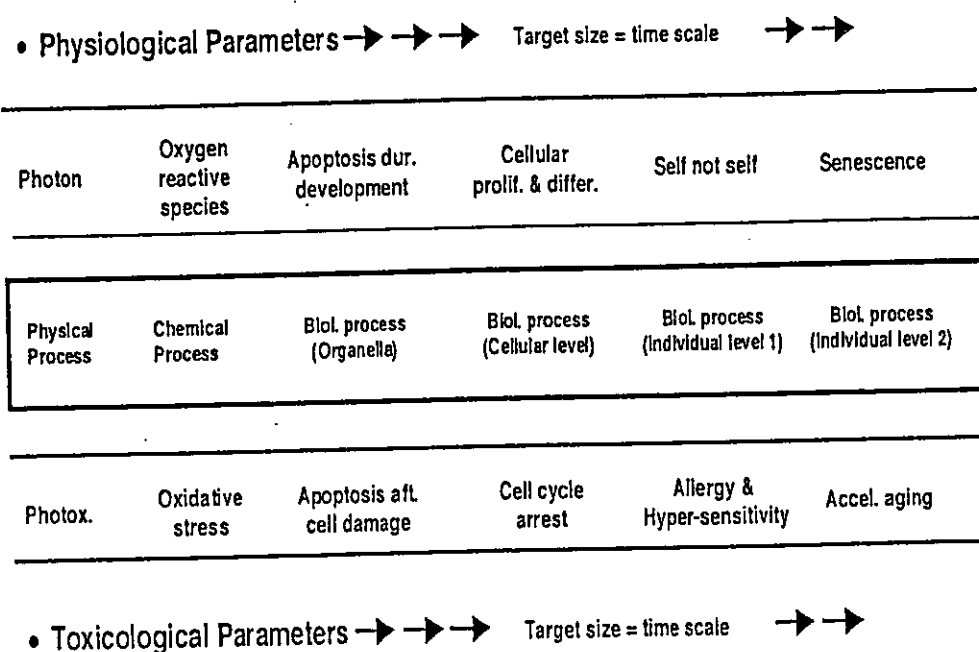 • Physiological Parameters → → → Target size = time scale → →
Photon
Oxygen
reactive
species
Apoptosis dur.
development
Cellular
prolif. & differ.
Self not self
Senescence
Physical
Process
Chemical
Process
Biol. process
(Organella)
Biol. process
(Cellular level)
Biol. process
(Individual level 1)
Biol. process
(Individual level 2)
Photox.
Oxidative
stress
Apoptosis aft.
cell damage
Cell cycle
arrest
Allergy &
Hyper-sensitivity
Accel. aging
• Toxicological Parameters → → → Target size = time scale → →